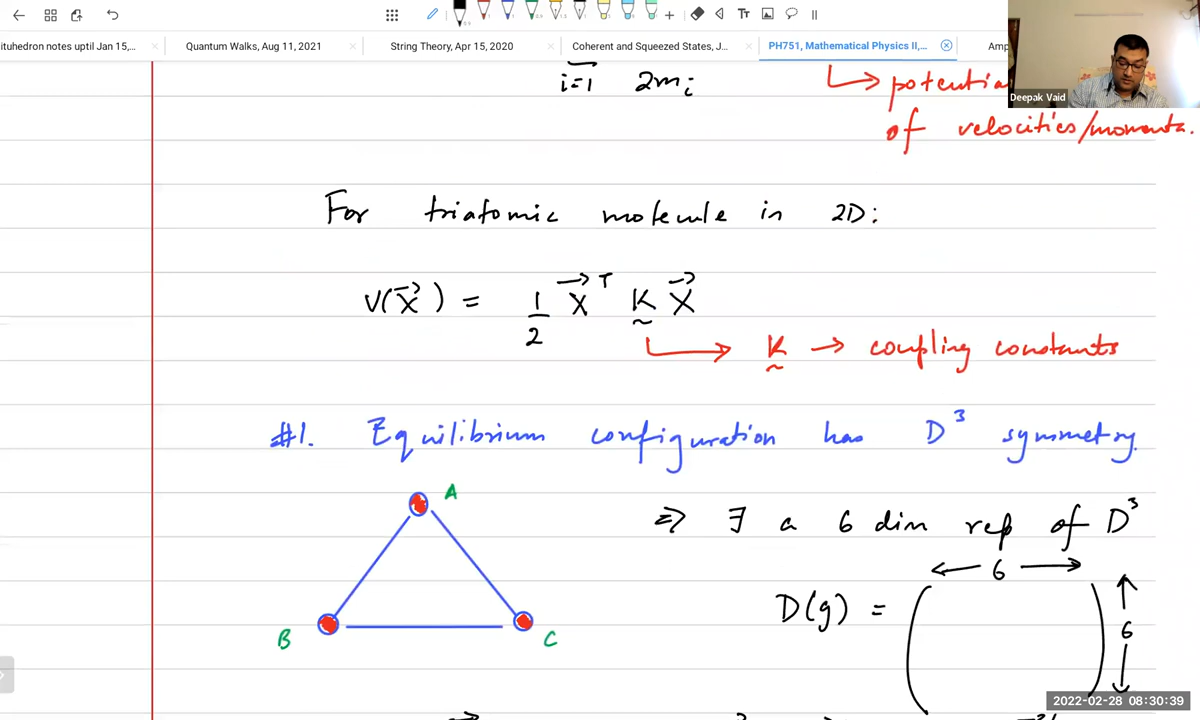 ituhedron notes uptil Jan 15,...
Quantum Walks, Aug 11, 2021
String Theory, Apr 15, 2020
Coherent and Squeezed States, J...
PH751, Mathematical Physics II,...
Amp
Deepak Vaid
i=1 2mᵢ
↳ potentia
of velocities/momenta.
For triatomic molecule in 2D:
V(X⃗) = 1/2 X⃗ᵀ K̰ X⃗
↳ K̰ → coupling constants
#1. Equilibrium configuration has D³ symmetry.
A
⇒ ∃ a 6 dim rep of D³
← 6 →
D(g) = ( )
↑ 6 ↓
B
C
2022-02-28 08:30:39